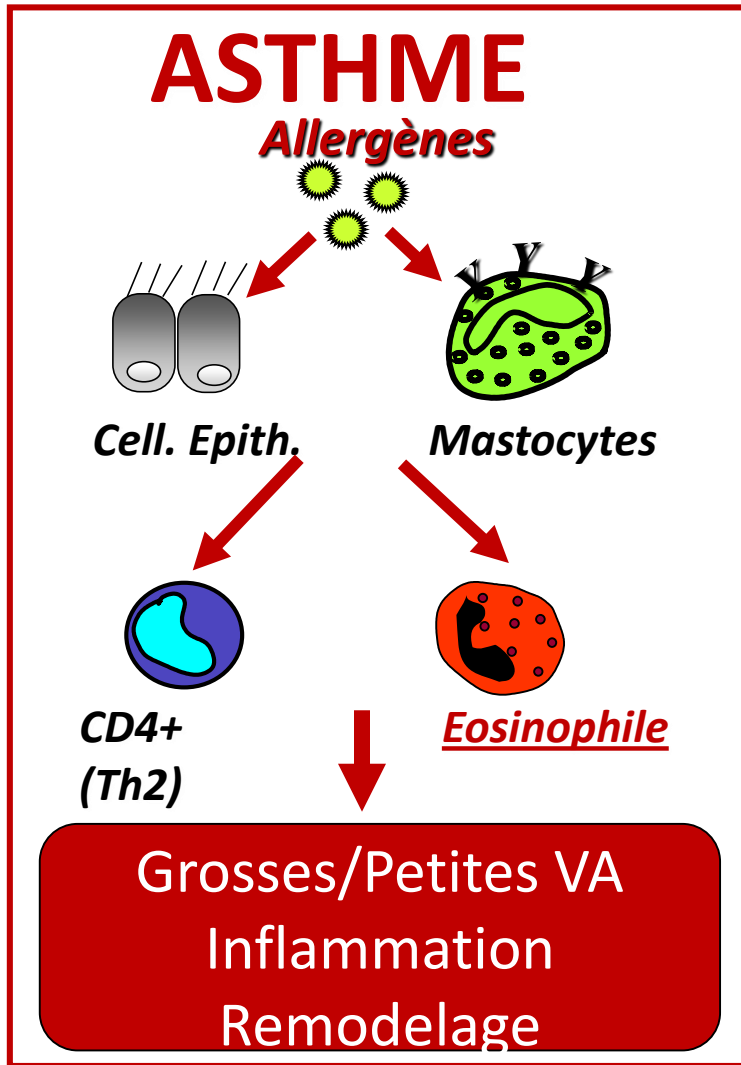 ASTHME
Allergènes
Cell. Epith.
Mastocytes
CD4+
(Th2)
Eosinophile
Grosses/Petites VA
Inflammation
Remodelage